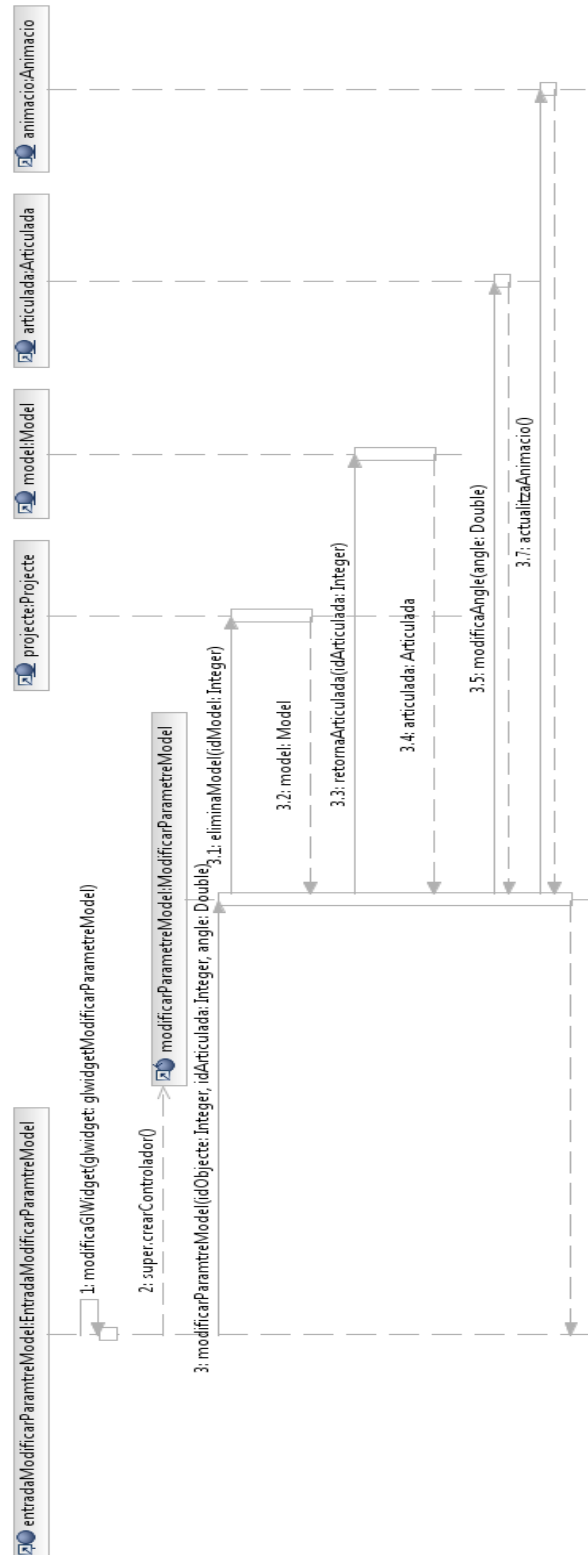 entradaModificarParamtreModel:EntradaModificarParamtreModel
projecte:Projecte
model:Model
articulada:Articulada
animacio:Animacio
1: modificaGlWidget(glwidget: glwidgetModificarParametreModel)
2: super.crearControlador()
modificarParametreModel:ModificarParametreModel
3: modificarParamtreModel(idObjecte: Integer, idArticulada: Integer, angle: Double)
3.1: eliminaModel(idModel: Integer)
3.2: model: Model
3.3: retornaArticulada(idArticulada: Integer)
3.4: articulada: Articulada
3.5: modificaAngle(angle: Double)
3.7: actualitzaAnimacio()